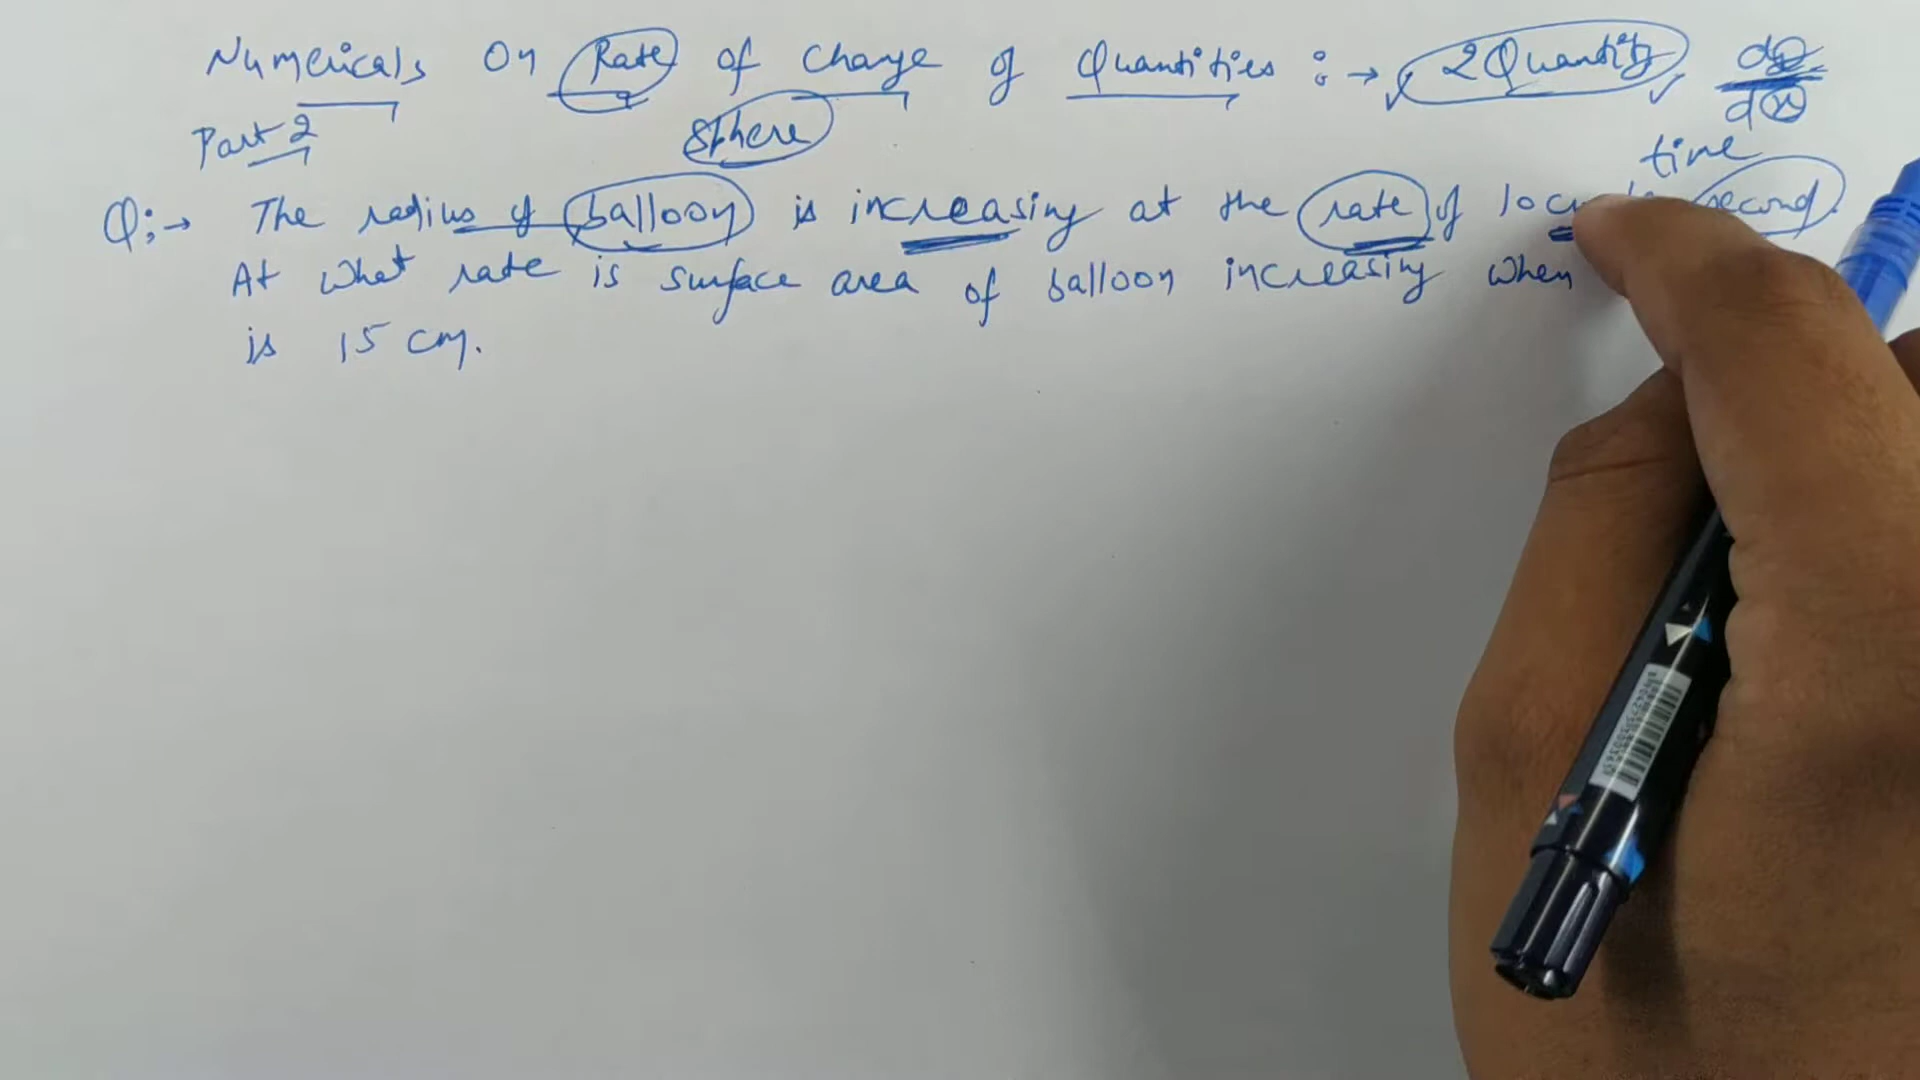 Numericals On Rate of Change of Quantities :→ 2 Quantity dy/dx
Part 2 Sphere
time
Q:→ The radius of balloon is increasing at the rate of 10 second.
At what rate is surface area of balloon increasing when
is 15 cm.